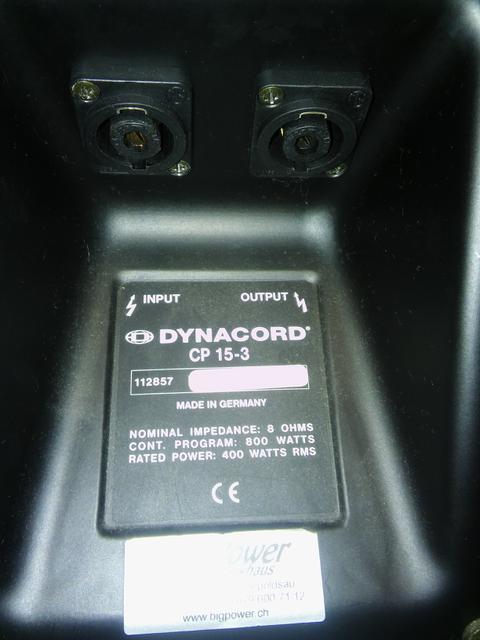 INPUT
OUTPUT
DYNACORD®
CP 15-3
112857
MADE IN GERMANY
NOMINAL IMPEDANCE: 8 OHMS
CONT. PROGRAM: 800 WATTS
RATED POWER: 400 WATTS RMS
CE
www.bigpower.ch